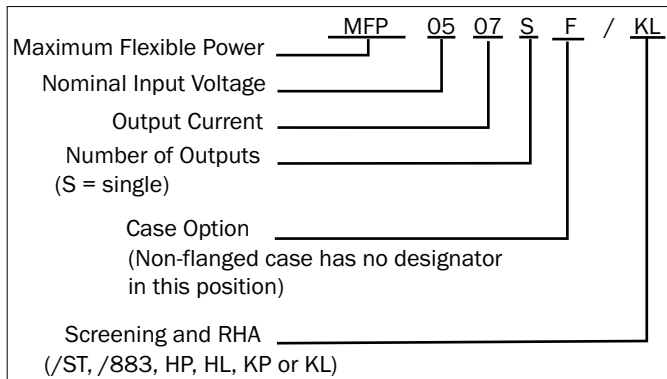 MFP 05 07 S F / KL
Maximum Flexible Power
Nominal Input Voltage
Output Current
Number of Outputs
(S = single)
Case Option
(Non-flanged case has no designator
in this position)
Screening and RHA
(/ST, /883, HP, HL, KP or KL)